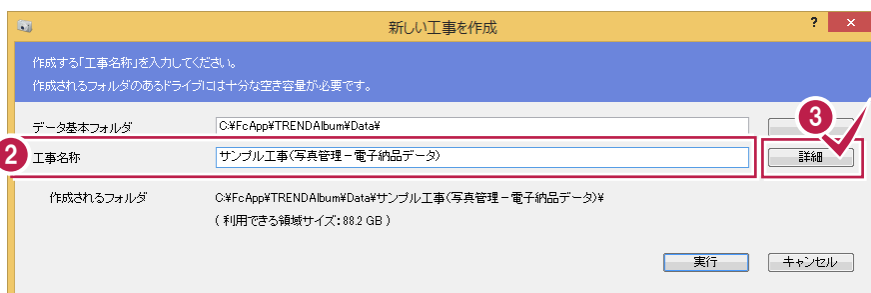 新しい工事を作成
? ×
作成する「工事名称」を入力してください。
作成されるフォルダのあるドライブには十分な空き容量が必要です。
データ基本フォルダ
C:¥FcApp¥TRENDAlbum¥Data¥
3
2
工事名称
サンプル工事(写真管理－電子納品データ)
詳細
作成されるフォルダ
C:¥FcApp¥TRENDAlbum¥Data¥サンプル工事(写真管理－電子納品データ)¥
( 利用できる領域サイズ: 88.2 GB )
実行
キャンセル